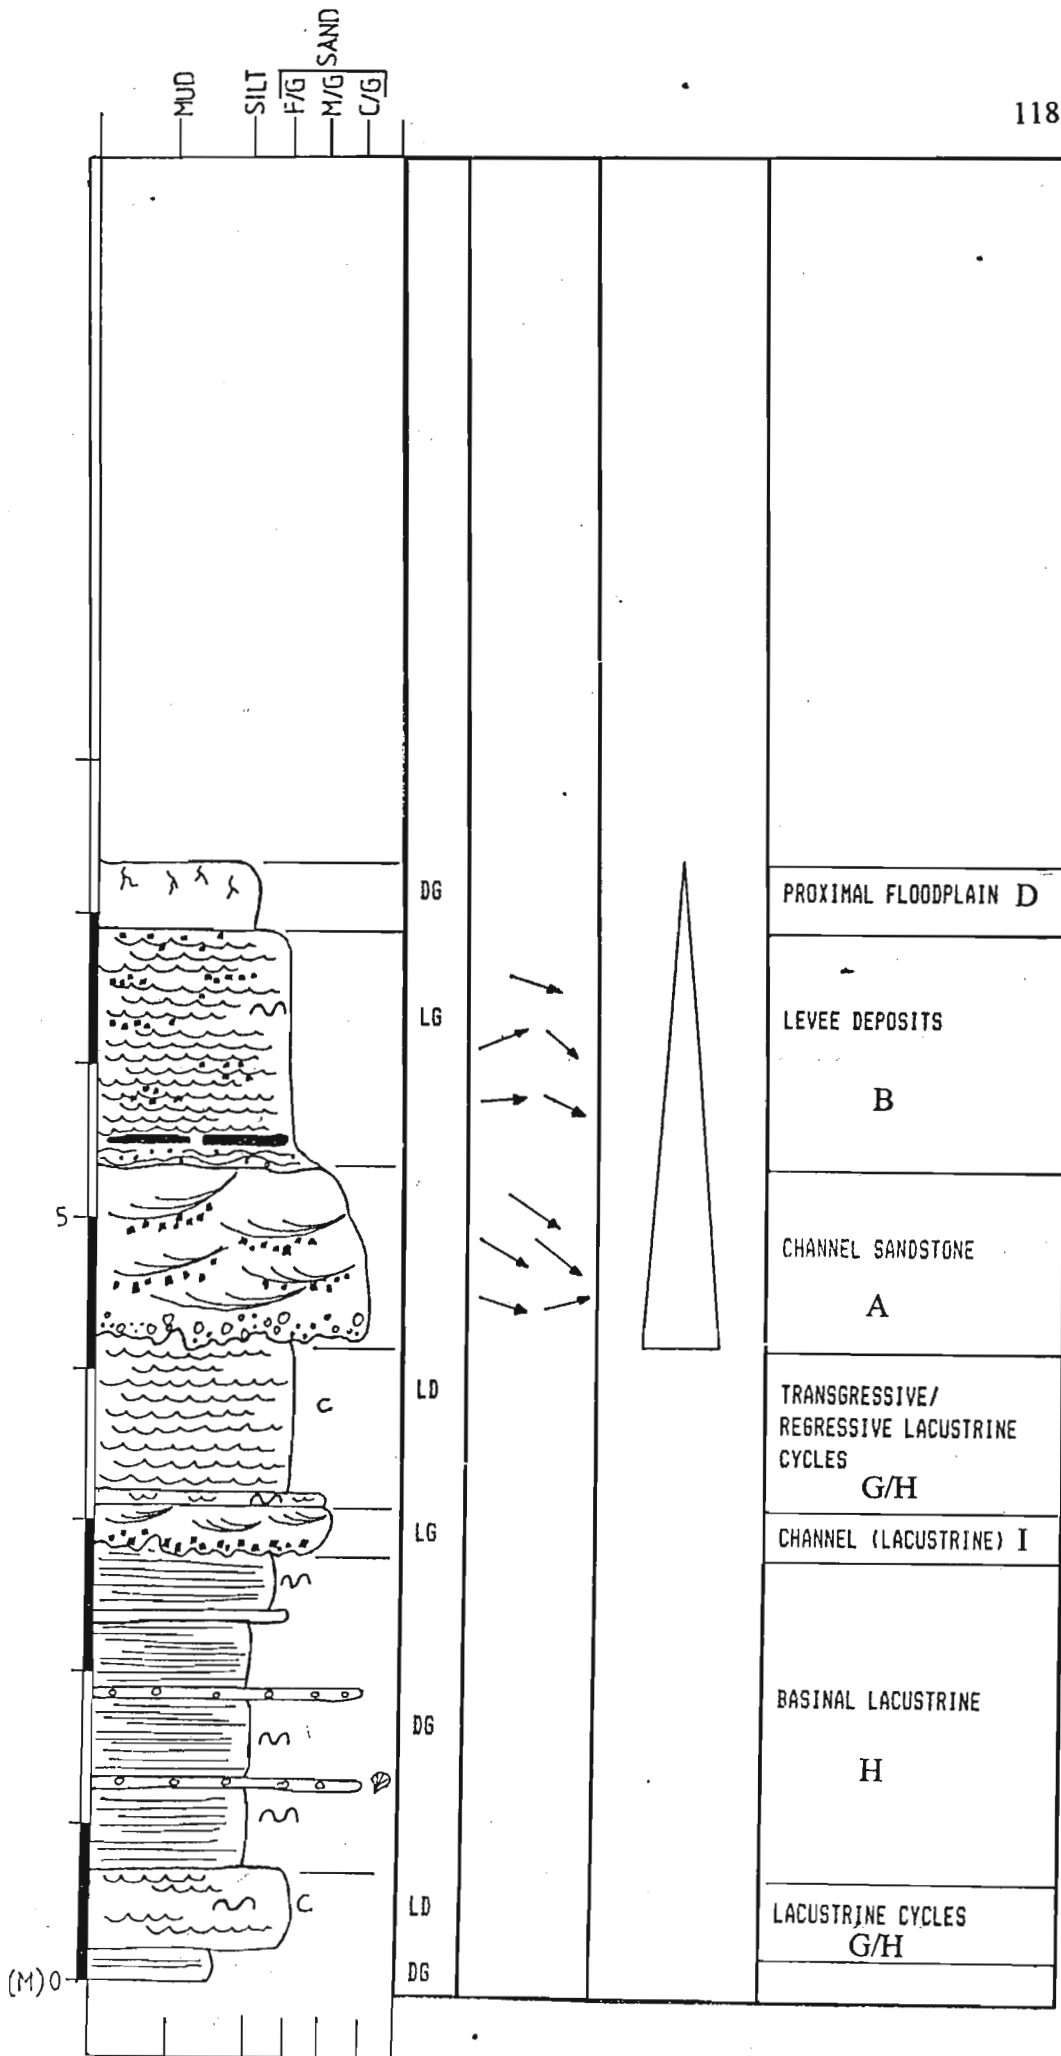 118
MUD
SILT
F/G
M/G
C/G
SAND
DG
PROXIMAL FLOODPLAIN D
LG
LEVEE DEPOSITS
B
5
CHANNEL SANDSTONE
A
LD
C
TRANSGRESSIVE/
REGRESSIVE LACUSTRINE
CYCLES
G/H
LG
CHANNEL (LACUSTRINE) I
DG
BASINAL LACUSTRINE
H
C
LD
LACUSTRINE CYCLES
G/H
(M) 0
DG